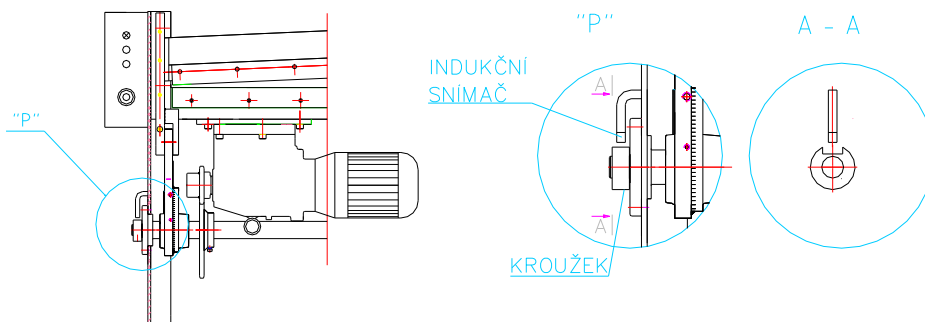 "P"
"P"
A - A
INDUKČNÍ
SNÍMAČ
A
A
KROUŽEK